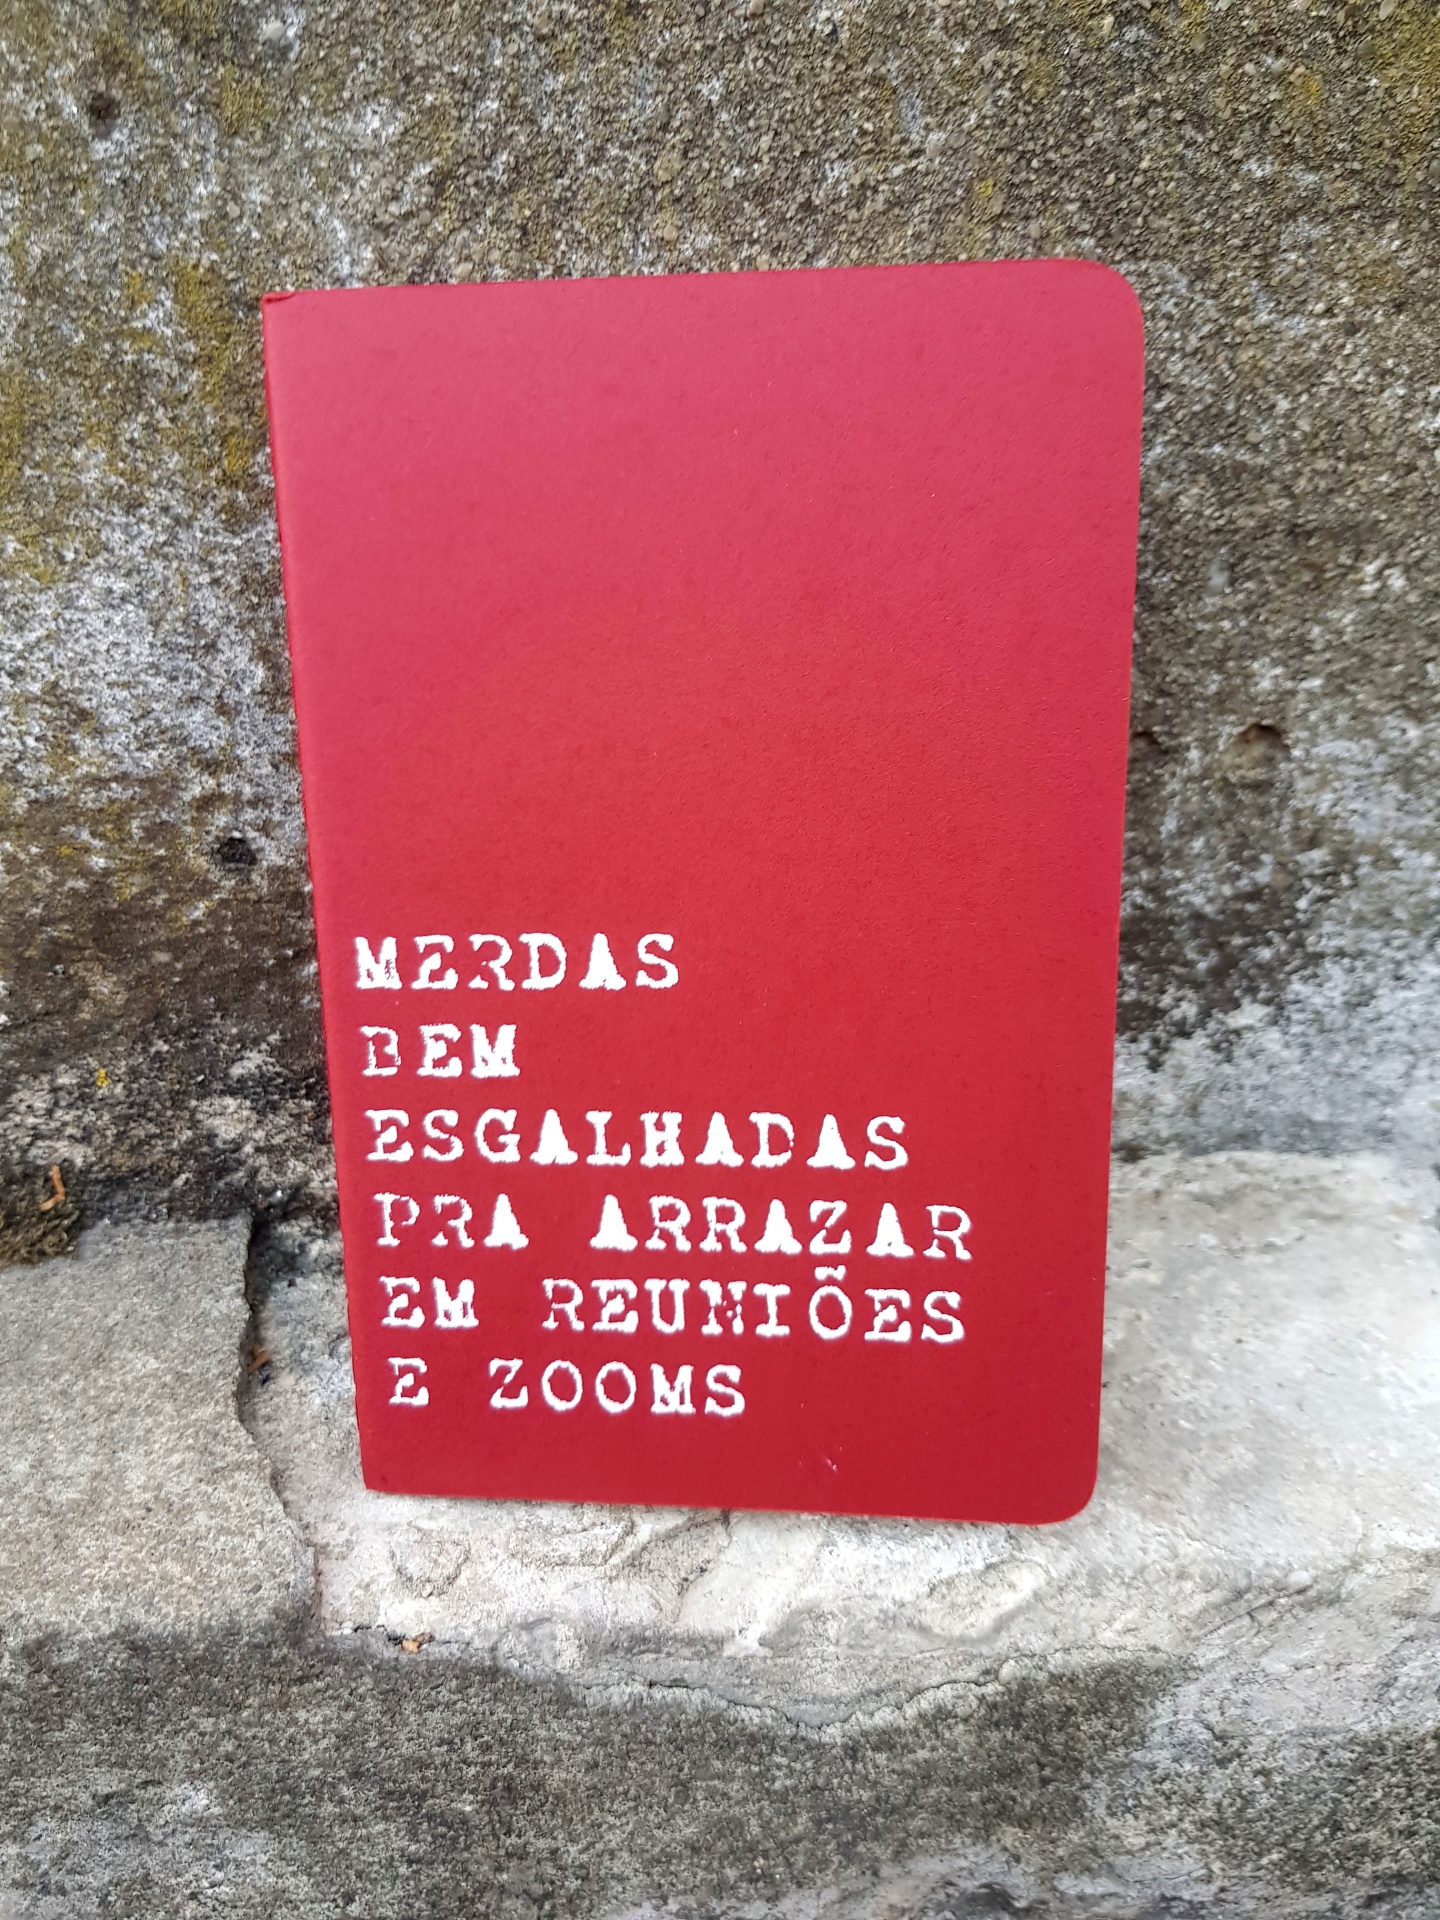 MERDAS
BEM
ESGALHADAS
PRA ARRAZAR
EM REUNIÕES
E ZOOMS